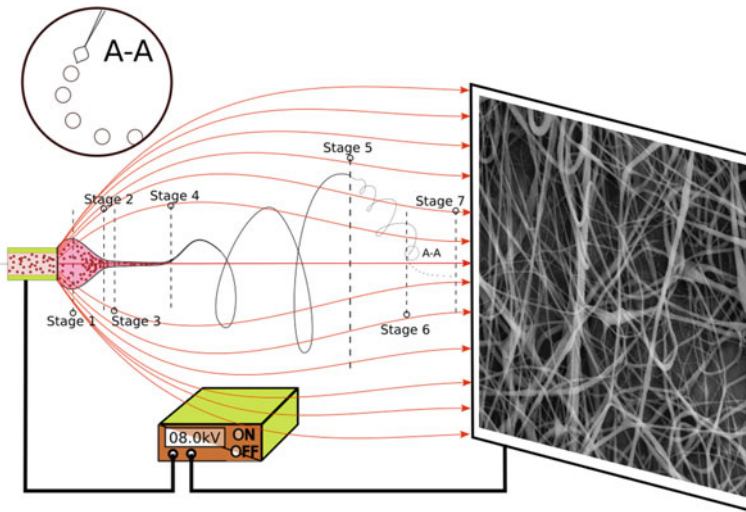 A-A
Stage 5
Stage 2
Stage 4
Stage 7
A-A
Stage 1
Stage 3
Stage 6
08.0kV
ON
OFF